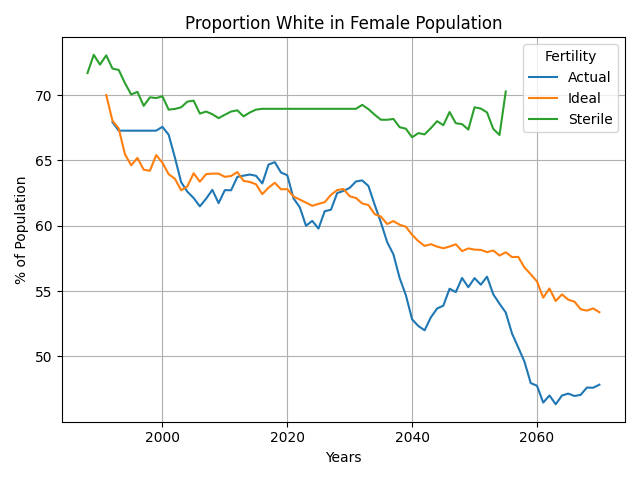 Proportion White in Female Population
Fertility
Actual
Ideal
Sterile
% of Population
70
65
60
55
50
2000
2020
2040
2060
Years